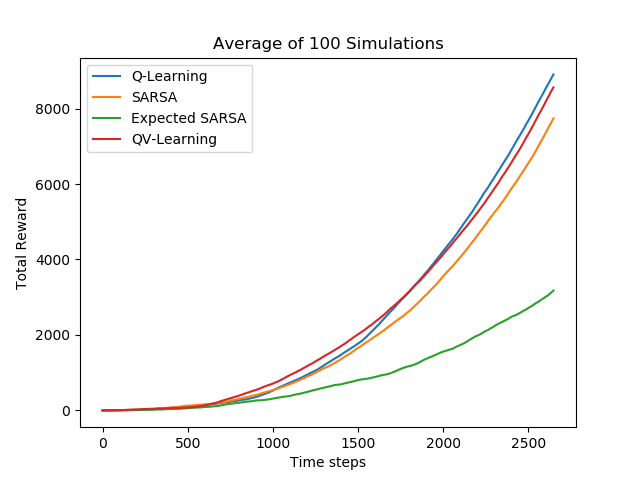 Average of 100 Simulations
Q-Learning
SARSA
Expected SARSA
QV-Learning
Total Reward
8000
6000
4000
2000
0
0 500 1000 1500 2000 2500
Time steps